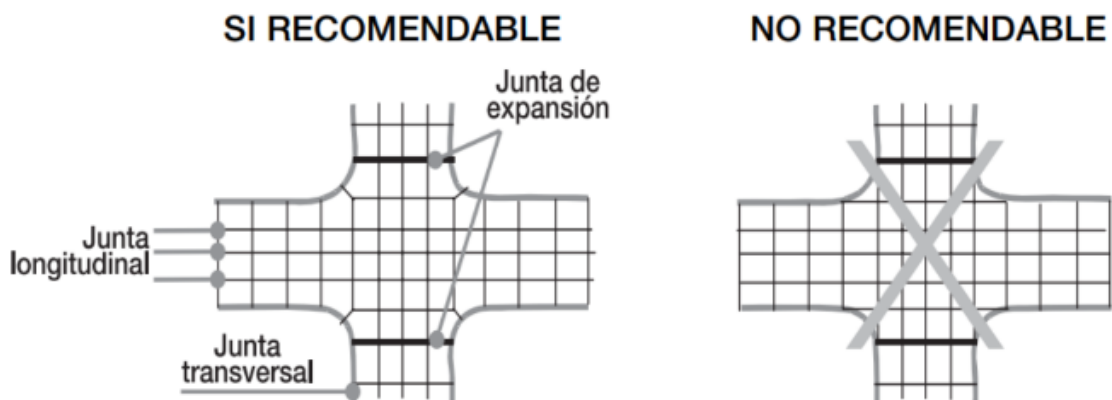 SI RECOMENDABLE
NO RECOMENDABLE
Junta de
expansión
Junta
longitudinal
Junta
transversal